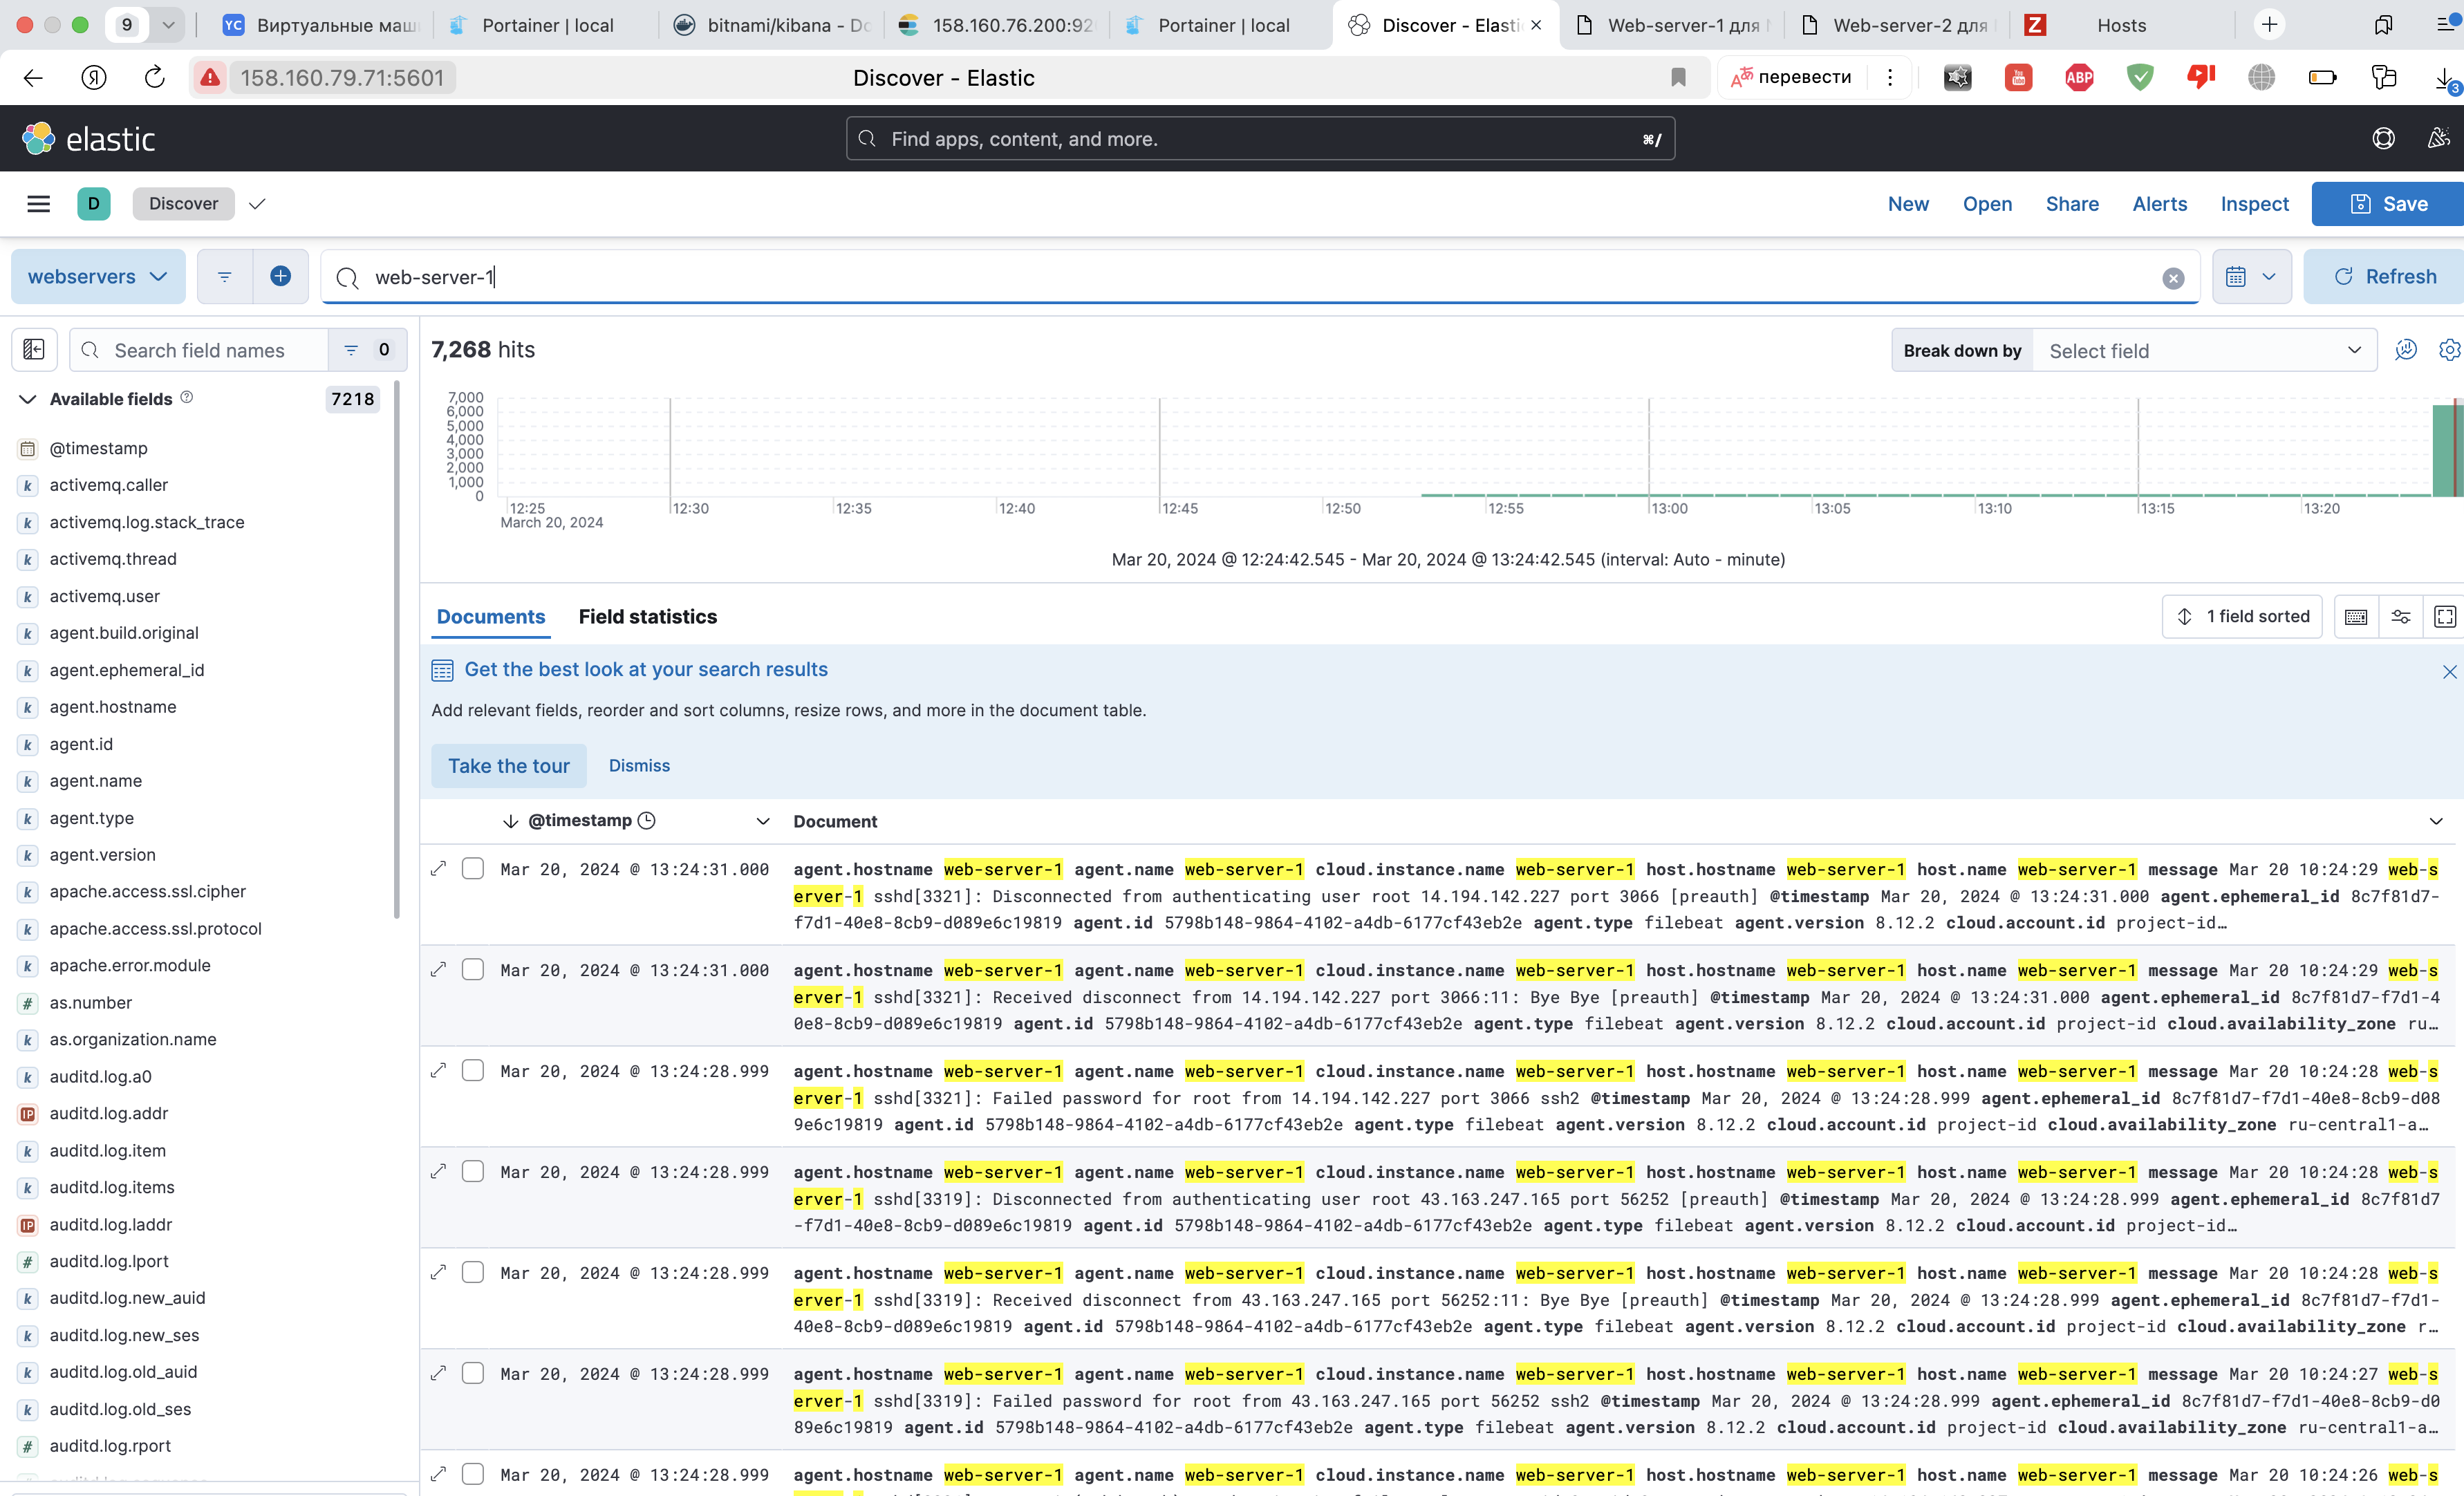 9
YC Виртуальные маш
Portainer | local
bitnami/kibana - Do
158.160.76.200:92
Portainer | local
Discover - Elasti
Web-server-1 для
Web-server-2 для
Z Hosts
Я
158.160.79.71:5601
Discover - Elastic
перевести
ABP
3
elastic
Find apps, content, and more.
⌘/
D
Discover
New
Open
Share
Alerts
Inspect
Save
webservers
web-server-1
Refresh
Search field names
0
7,268 hits
Break down by
Select field
Available fields
7218
@timestamp
activemq.caller
activemq.log.stack_trace
activemq.thread
activemq.user
agent.build.original
agent.ephemeral_id
agent.hostname
agent.id
agent.name
agent.type
agent.version
apache.access.ssl.cipher
apache.access.ssl.protocol
apache.error.module
as.number
as.organization.name
auditd.log.a0
auditd.log.addr
auditd.log.item
auditd.log.items
auditd.log.laddr
auditd.log.lport
auditd.log.new_auid
auditd.log.new_ses
auditd.log.old_auid
auditd.log.old_ses
auditd.log.rport
7,000
6,000
5,000
4,000
3,000
2,000
1,000
0
12:25
12:30
12:35
12:40
12:45
12:50
12:55
13:00
13:05
13:10
13:15
13:20
March 20, 2024
Mar 20, 2024 @ 12:24:42.545 - Mar 20, 2024 @ 13:24:42.545 (interval: Auto - minute)
Documents
Field statistics
1 field sorted
Get the best look at your search results
Add relevant fields, reorder and sort columns, resize rows, and more in the document table.
Take the tour
Dismiss
@timestamp
Document
Mar 20, 2024 @ 13:24:31.000 agent.hostname web-server-1 agent.name web-server-1 cloud.instance.name web-server-1 host.hostname web-server-1 host.name web-server-1 message Mar 20 10:24:29 web-s
erver-1 sshd[3321]: Disconnected from authenticating user root 14.194.142.227 port 3066 [preauth] @timestamp Mar 20, 2024 @ 13:24:31.000 agent.ephemeral_id 8c7f81d7-
f7d1-40e8-8cb9-d089e6c19819 agent.id 5798b148-9864-4102-a4db-6177cf43eb2e agent.type filebeat agent.version 8.12.2 cloud.account.id project-id…
Mar 20, 2024 @ 13:24:31.000 agent.hostname web-server-1 agent.name web-server-1 cloud.instance.name web-server-1 host.hostname web-server-1 host.name web-server-1 message Mar 20 10:24:29 web-s
erver-1 sshd[3321]: Received disconnect from 14.194.142.227 port 3066:11: Bye Bye [preauth] @timestamp Mar 20, 2024 @ 13:24:31.000 agent.ephemeral_id 8c7f81d7-f7d1-4
0e8-8cb9-d089e6c19819 agent.id 5798b148-9864-4102-a4db-6177cf43eb2e agent.type filebeat agent.version 8.12.2 cloud.account.id project-id cloud.availability_zone ru…
Mar 20, 2024 @ 13:24:28.999 agent.hostname web-server-1 agent.name web-server-1 cloud.instance.name web-server-1 host.hostname web-server-1 host.name web-server-1 message Mar 20 10:24:28 web-s
erver-1 sshd[3321]: Failed password for root from 14.194.142.227 port 3066 ssh2 @timestamp Mar 20, 2024 @ 13:24:28.999 agent.ephemeral_id 8c7f81d7-f7d1-40e8-8cb9-d08
9e6c19819 agent.id 5798b148-9864-4102-a4db-6177cf43eb2e agent.type filebeat agent.version 8.12.2 cloud.account.id project-id cloud.availability_zone ru-central1-a…
Mar 20, 2024 @ 13:24:28.999 agent.hostname web-server-1 agent.name web-server-1 cloud.instance.name web-server-1 host.hostname web-server-1 host.name web-server-1 message Mar 20 10:24:28 web-s
erver-1 sshd[3319]: Disconnected from authenticating user root 43.163.247.165 port 56252 [preauth] @timestamp Mar 20, 2024 @ 13:24:28.999 agent.ephemeral_id 8c7f81d7
-f7d1-40e8-8cb9-d089e6c19819 agent.id 5798b148-9864-4102-a4db-6177cf43eb2e agent.type filebeat agent.version 8.12.2 cloud.account.id project-id…
Mar 20, 2024 @ 13:24:28.999 agent.hostname web-server-1 agent.name web-server-1 cloud.instance.name web-server-1 host.hostname web-server-1 host.name web-server-1 message Mar 20 10:24:28 web-s
erver-1 sshd[3319]: Received disconnect from 43.163.247.165 port 56252:11: Bye Bye [preauth] @timestamp Mar 20, 2024 @ 13:24:28.999 agent.ephemeral_id 8c7f81d7-f7d1-
40e8-8cb9-d089e6c19819 agent.id 5798b148-9864-4102-a4db-6177cf43eb2e agent.type filebeat agent.version 8.12.2 cloud.account.id project-id cloud.availability_zone r…
Mar 20, 2024 @ 13:24:28.999 agent.hostname web-server-1 agent.name web-server-1 cloud.instance.name web-server-1 host.hostname web-server-1 host.name web-server-1 message Mar 20 10:24:27 web-s
erver-1 sshd[3319]: Failed password for root from 43.163.247.165 port 56252 ssh2 @timestamp Mar 20, 2024 @ 13:24:28.999 agent.ephemeral_id 8c7f81d7-f7d1-40e8-8cb9-d0
89e6c19819 agent.id 5798b148-9864-4102-a4db-6177cf43eb2e agent.type filebeat agent.version 8.12.2 cloud.account.id project-id cloud.availability_zone ru-central1-a…
Mar 20, 2024 @ 13:24:28.999 agent.hostname web-server-1 agent.name web-server-1 cloud.instance.name web-server-1 host.hostname web-server-1 host.name web-server-1 message Mar 20 10:24:26 web-s